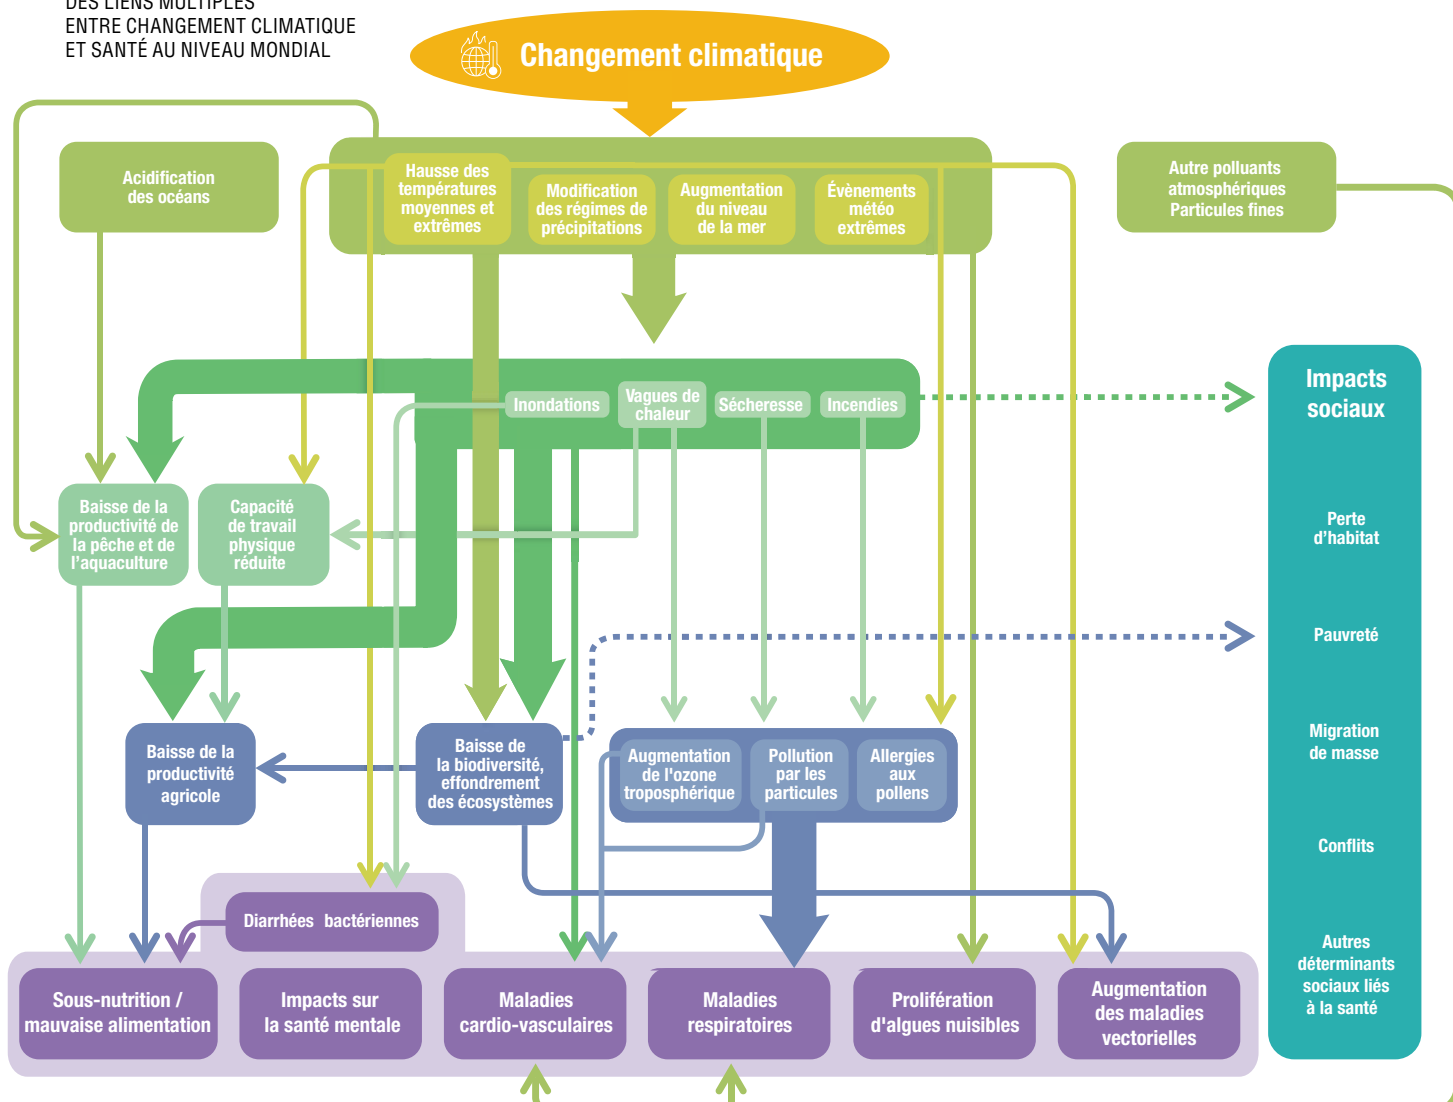 DES LIENS MULTIPLES
ENTRE CHANGEMENT CLIMATIQUE
ET SANTÉ AU NIVEAU MONDIAL
Changement climatique
Acidification
des océans
Hausse des
températures
moyennes et
extrêmes
Modification
des régimes de
précipitations
Augmentation
du niveau
de la mer
Évènements
météo
extrêmes
Autre polluants
atmosphériques
Particules fines
Inondations
Vagues de
chaleur
Sécheresse
Incendies
Impacts
sociaux
Perte
d'habitat
Pauvreté
Migration
de masse
Conflits
Autres
déterminants
sociaux liés
à la santé
Baisse de la
productivité de
la pêche et de
l'aquaculture
Capacité
de travail
physique
réduite
Baisse de la
productivité
agricole
Baisse de
la biodiversité,
effondrement
des écosystèmes
Augmentation
de l'ozone
troposphérique
Pollution
par les
particules
Allergies
aux
pollens
Diarrhées bactériennes
Sous-nutrition /
mauvaise alimentation
Impacts sur
la santé mentale
Maladies
cardio-vasculaires
Maladies
respiratoires
Prolifération
d'algues nuisibles
Augmentation
des maladies
vectorielles